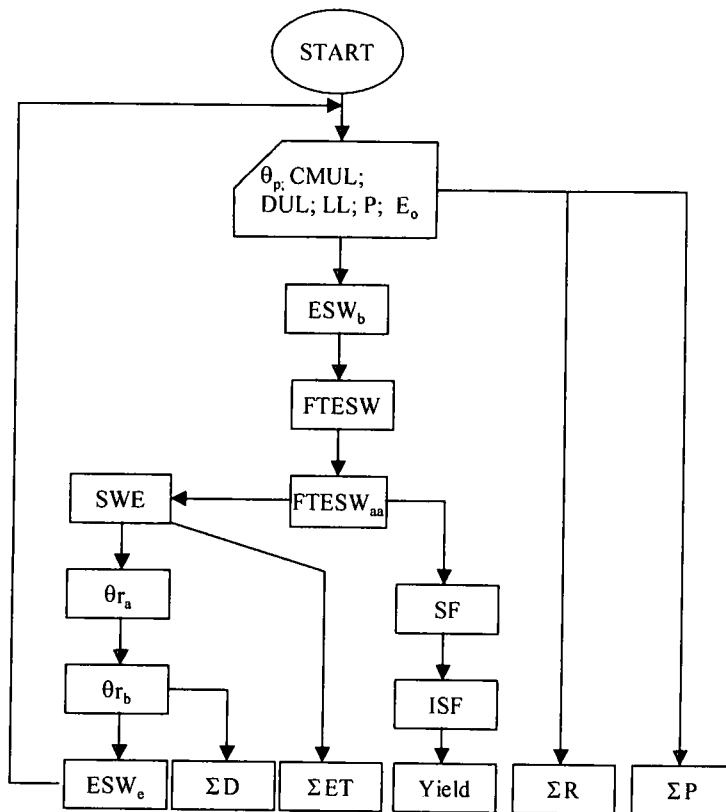 START
θp; CMUL;
DUL; LL; P; Eo
ESWb
FTESW
SWE
FTESWaa
θra
SF
θrb
ISF
ESWe
ΣD
ΣET
Yield
ΣR
ΣP